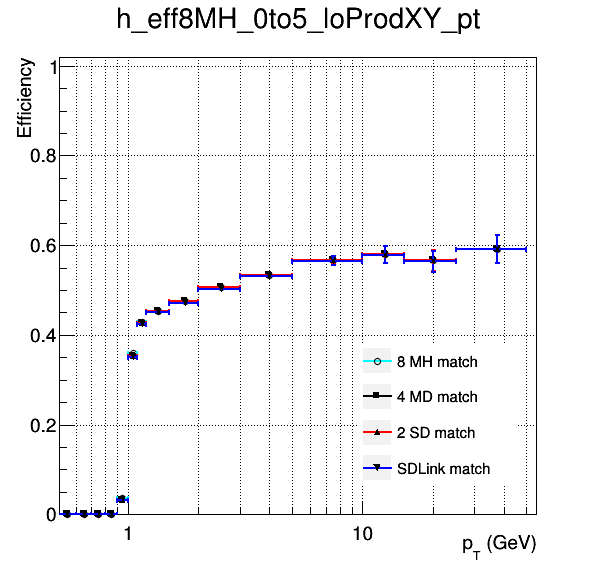 h_eff8MH_0to5_loProdXY_pt
Efficiency
1
0.8
0.6
0.4
0.2
0
8 MH match
4 MD match
2 SD match
SDLink match
1
10
p_T (GeV)